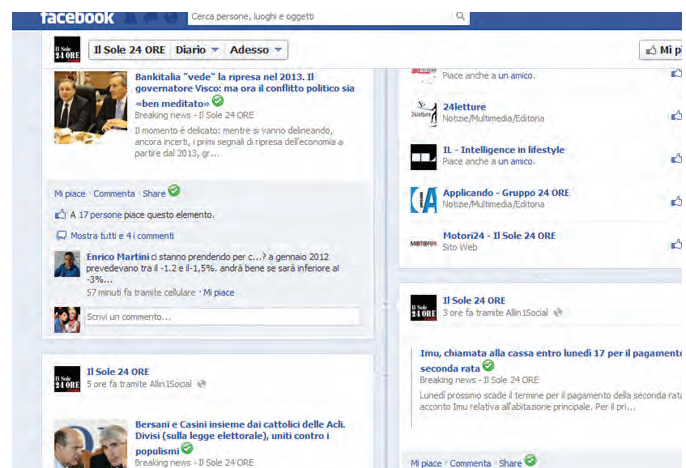 facebook
Cerca persone, luoghi e oggetti
Il Sole
24 ORE
Il Sole 24 ORE
Diario
Adesso
Mi p
Bankitalia "vede" la ripresa nel 2013. Il
governatore Visco: ma ora il conflitto politico sia
«ben meditato»
Breaking news - Il Sole 24 ORE
Il momento è delicato: mentre si vanno delineando,
ancora incerti, i primi segnali di ripresa dell'economia a
partire dal 2013, gr...
Mi piace · Commenta · Share
A 17 persone piace questo elemento.
Mostra tutti e 4 i commenti
Enrico Martini ci stanno prendendo per c...? a gennaio 2012
prevedevano tra il -1.2 e il-1,5%. andrà bene se sarà inferiore al
-3%...
57 minuti fa tramite cellulare · Mi piace
Scrivi un commento...
Il Sole
24 ORE
Il Sole 24 ORE
5 ore fa tramite Allin1Social
Bersani e Casini insieme dai cattolici delle Acli.
Divisi (sulla legge elettorale), uniti contro i
populismi
Breaking news - Il Sole 24 ORE
Piace anche a un amico.
24letture
Notizie/Multimedia/Editoria
IL - Intelligence in lifestyle
Piace anche a un amico.
Applicando - Gruppo 24 ORE
Notizie/Multimedia/Editoria
Motori24 - Il Sole 24 ORE
Sito Web
Il Sole
24 ORE
Il Sole 24 ORE
3 ore fa tramite Allin1Social
Imu, chiamata alla cassa entro lunedì 17 per il pagamento
seconda rata
Breaking news - Il Sole 24 ORE
Lunedì prossimo scade il termine per il pagamento della seconda rata
acconto Imu relativa all'abitazione principale. Per il pri...
Mi piace · Commenta · Share